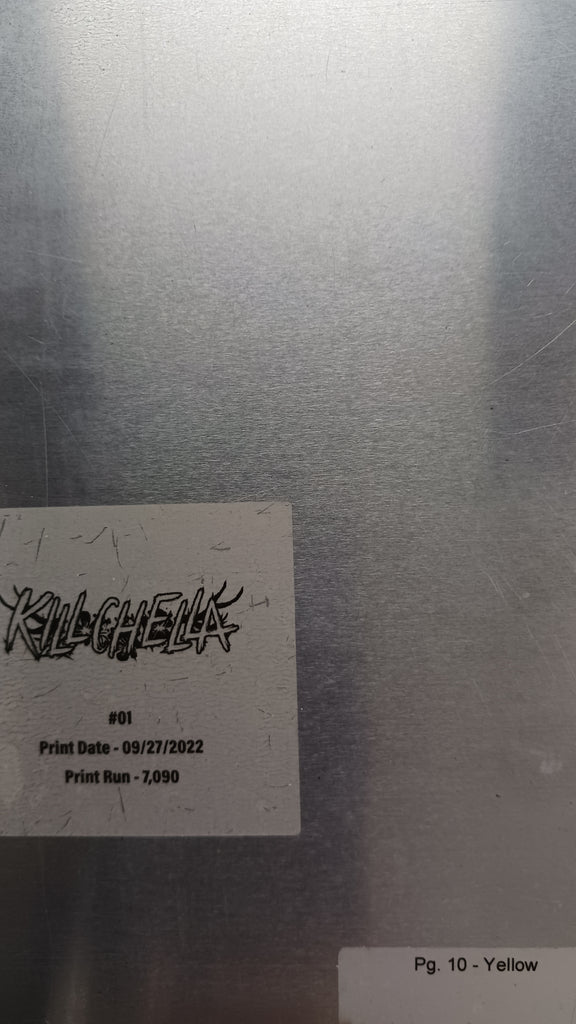 KILLCHELLA
#01
Print Date - 09/27/2022
Print Run - 7,090
Pg. 10 - Yellow